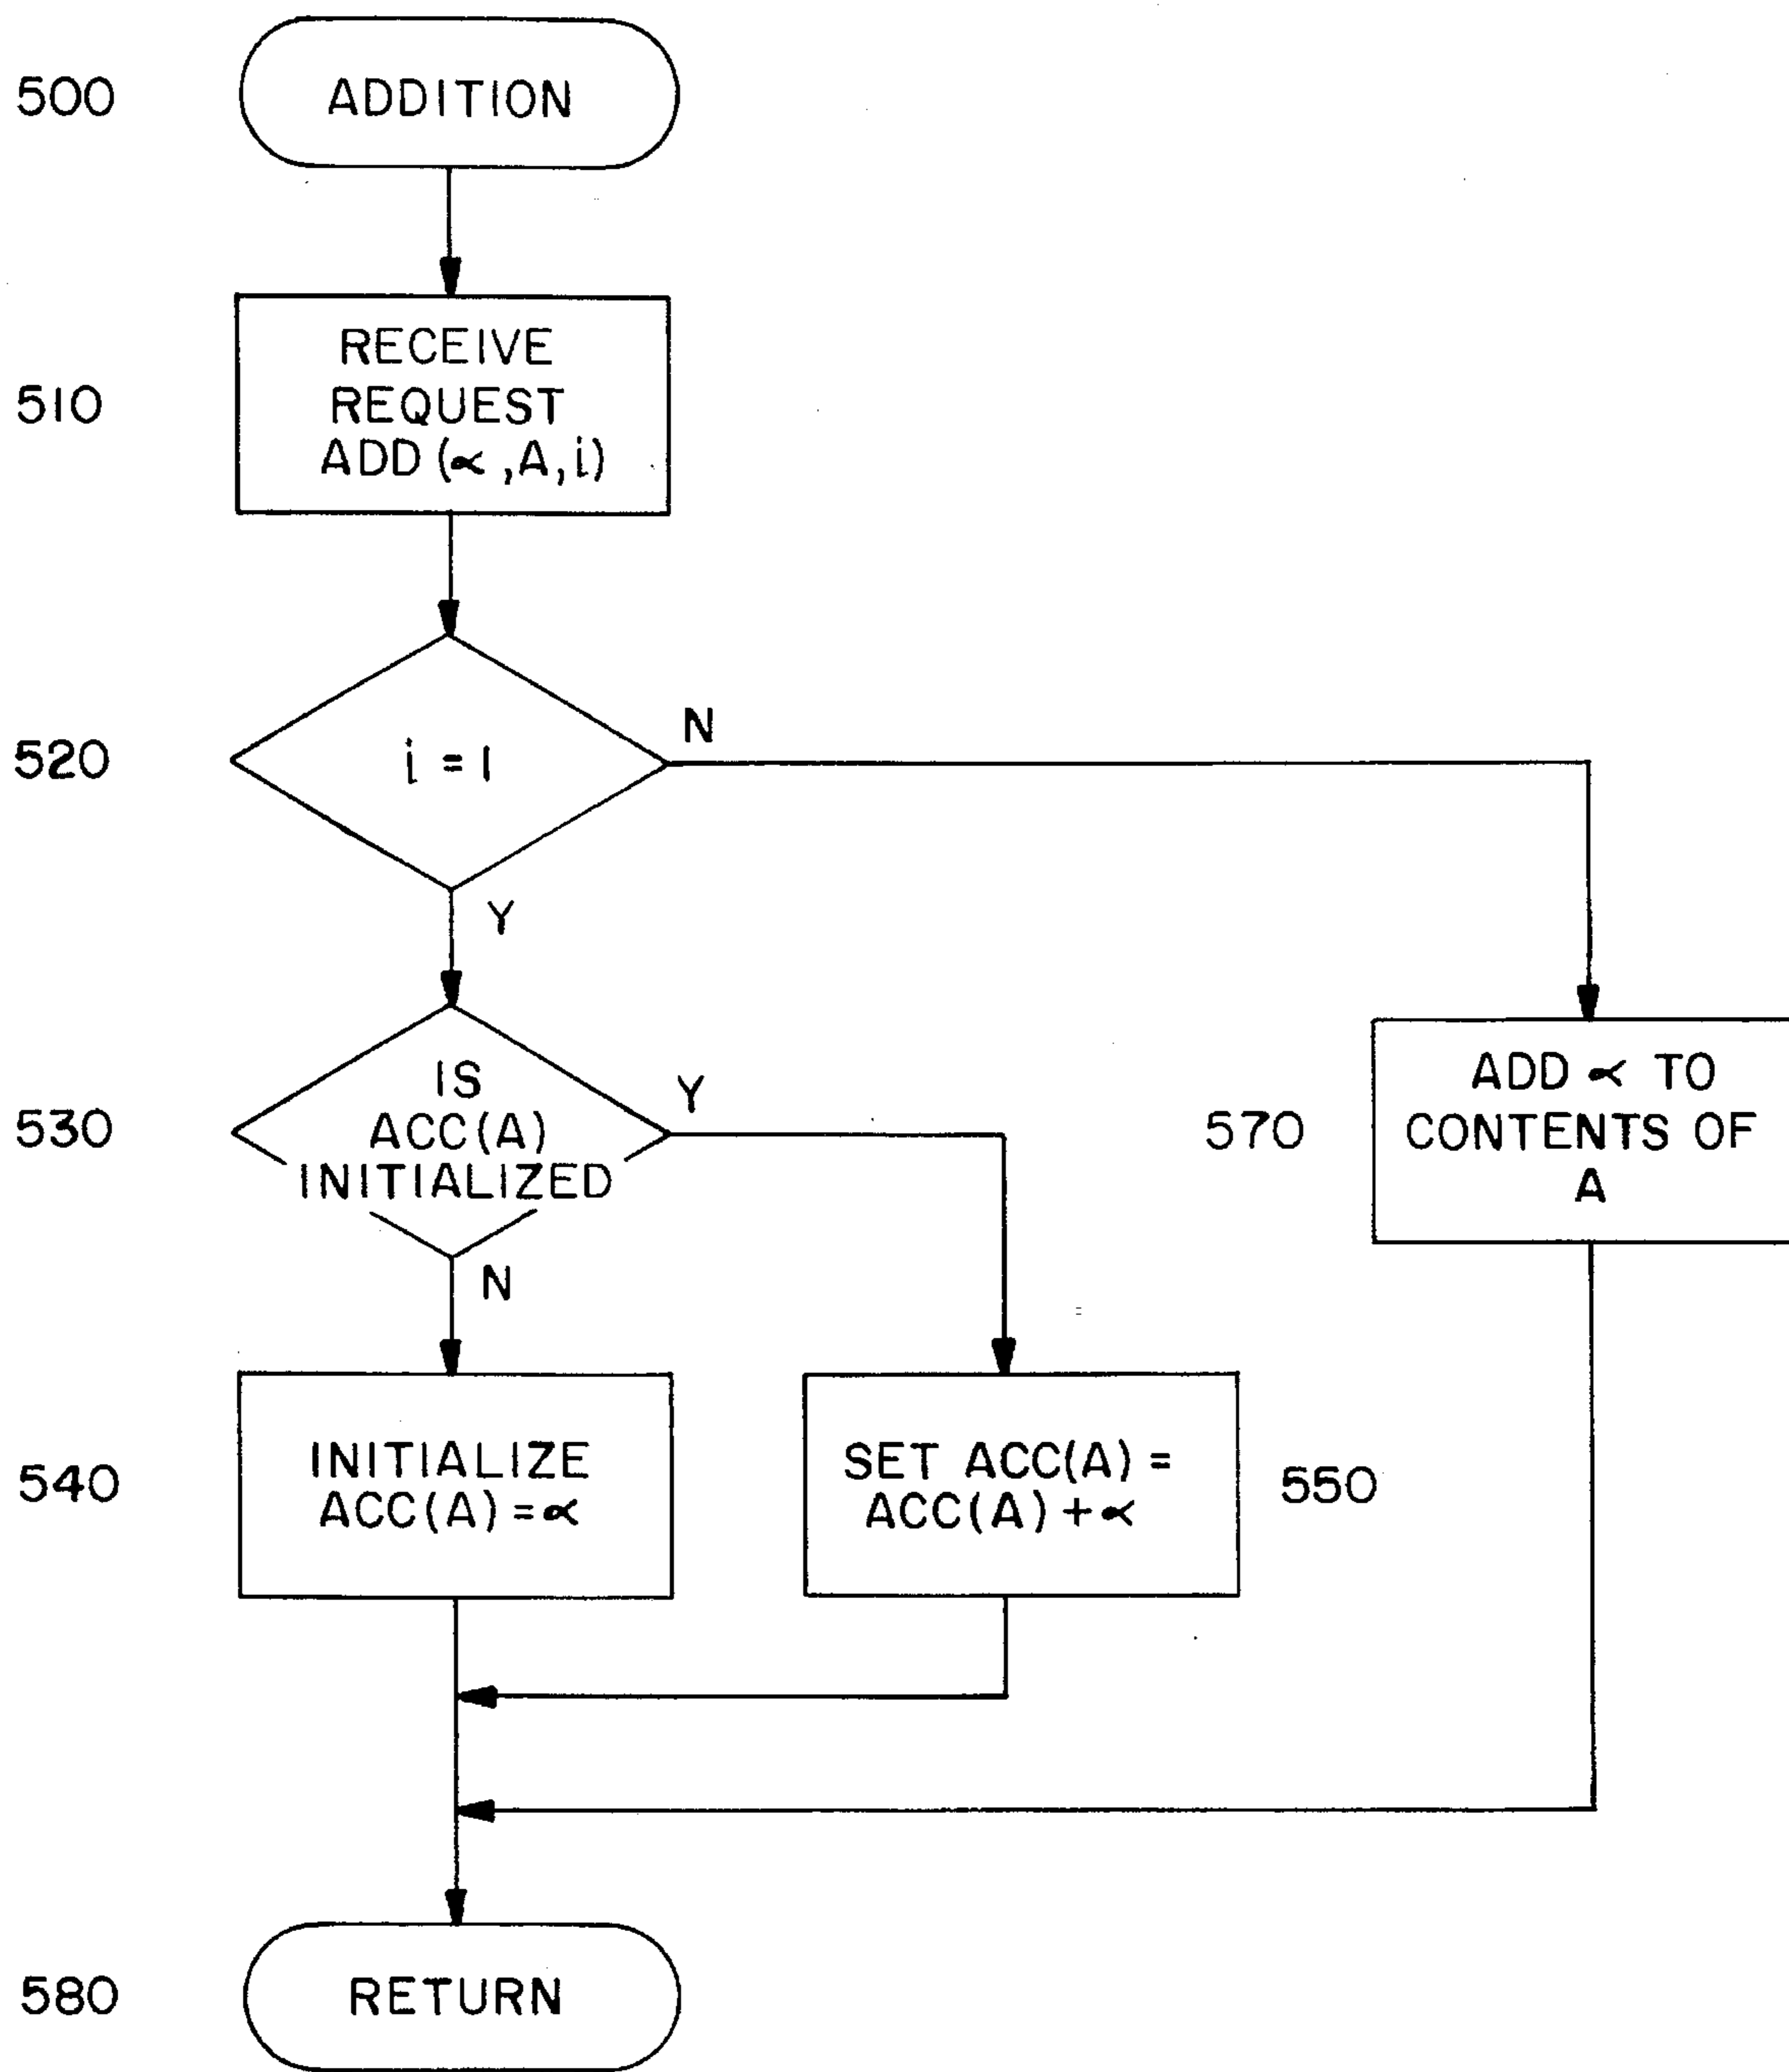 500
ADDITION
510
RECEIVE
REQUEST
ADD (∝, A, i)
520
i = 1
N
Y
530
IS
ACC(A)
INITIALIZED
Y
N
570
ADD ∝ TO
CONTENTS OF
A
540
INITIALIZE
ACC(A) = ∝
SET ACC(A) =
ACC(A) + ∝
550
580
RETURN